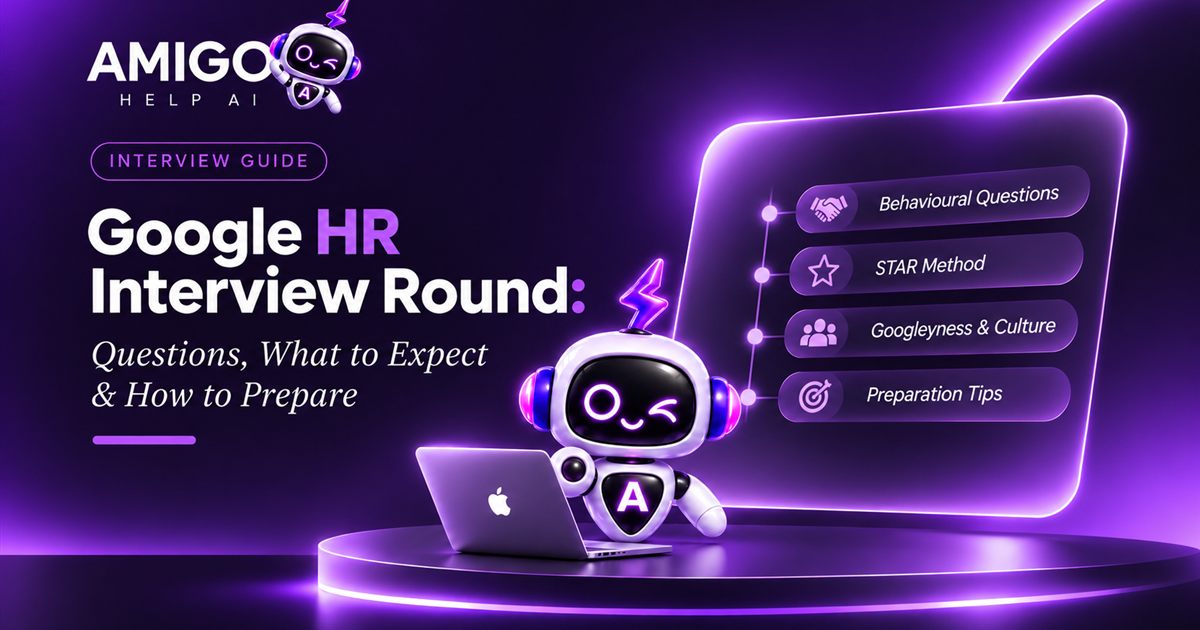 AMIGO
HELP AI
A
INTERVIEW GUIDE
Google HR
Interview Round:
Questions, What to Expect
& How to Prepare
Behavioural Questions
STAR Method
Googleyness & Culture
Preparation Tips
A